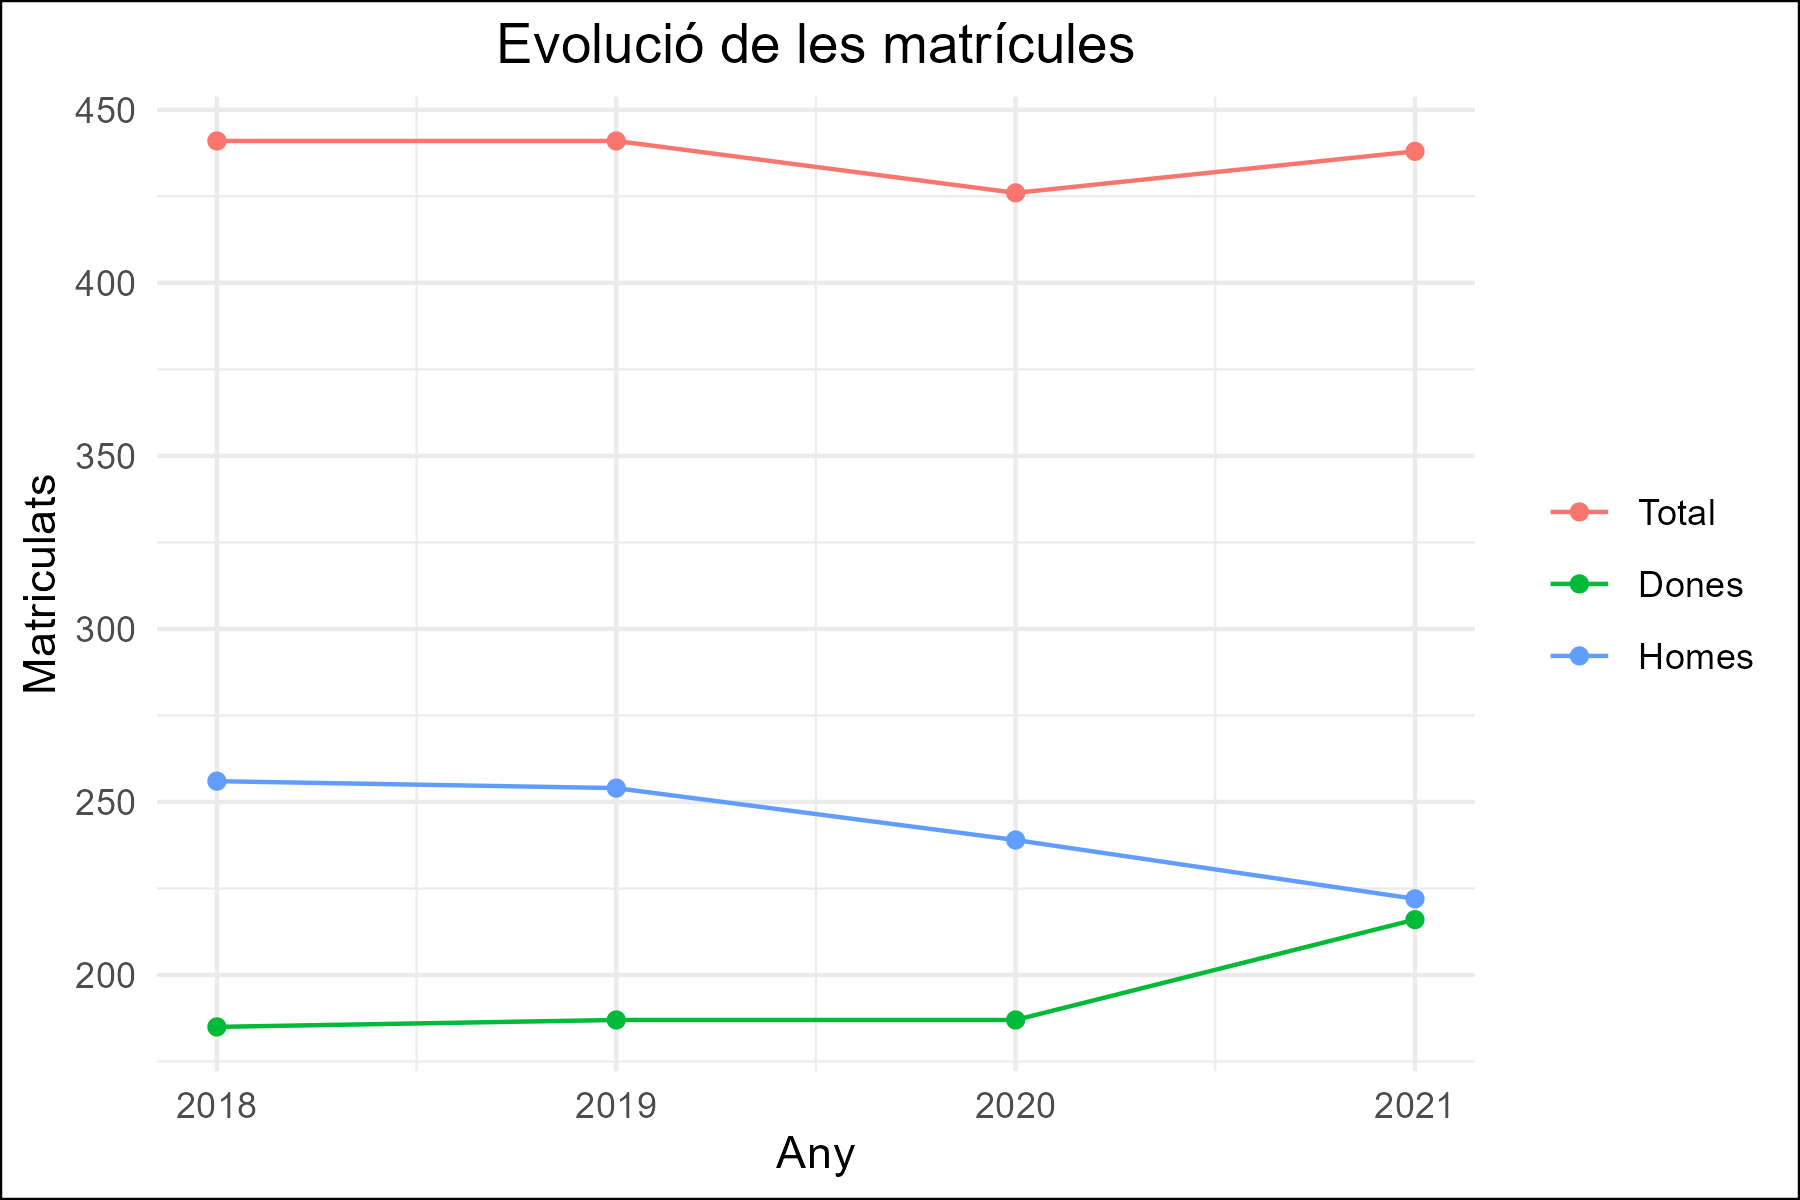 Evolució de les matrícules
Matriculats
450
400
350
300
250
200
2018
2019
2020
2021
Any
Total
Dones
Homes